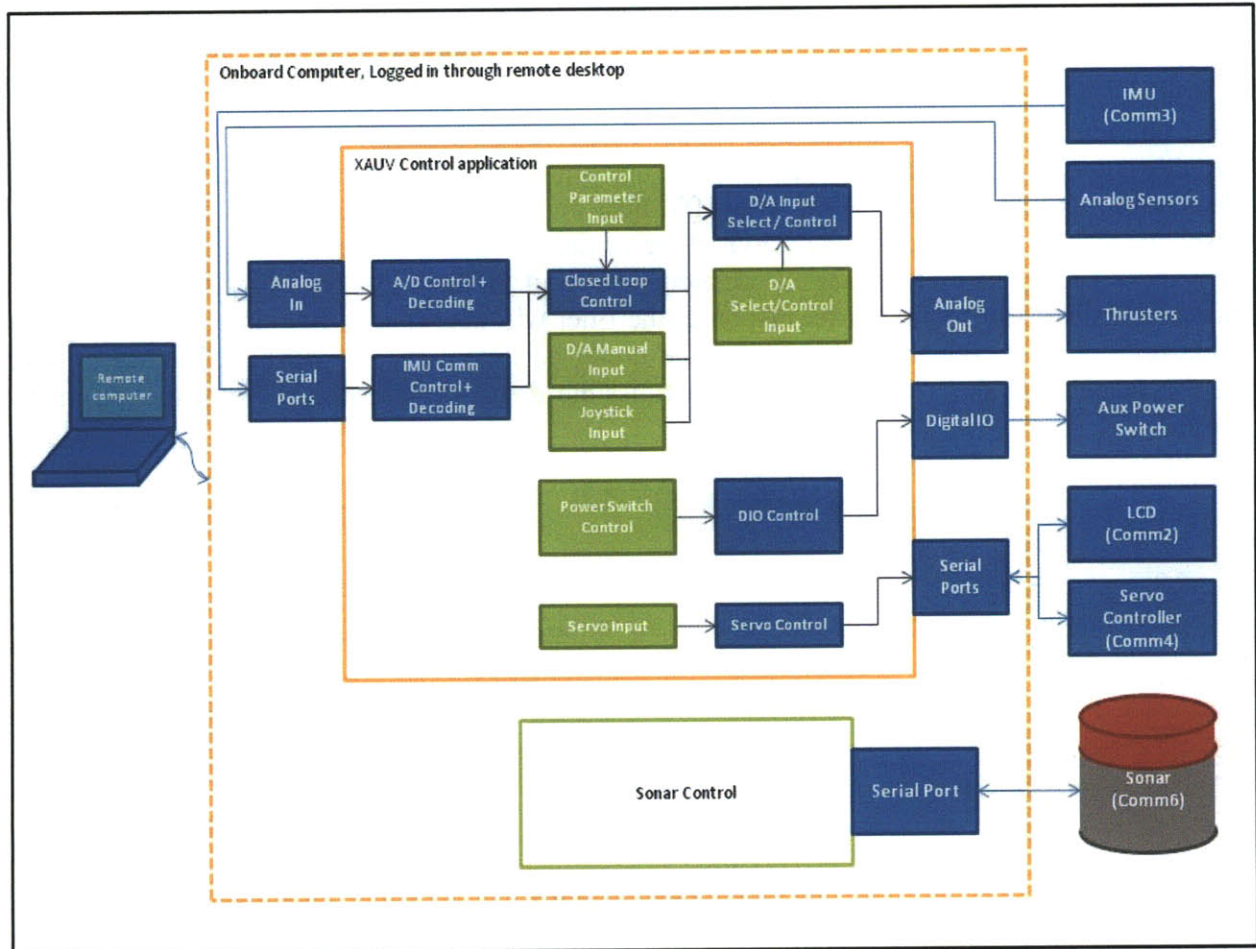 Onboard Computer, Logged in through remote desktop
IMU
(Comm3)
XAUV Control application
Control
Parameter
Input
D/A Input
Select/ Control
Analog Sensors
Analog
In
A/D Control +
Decoding
Closed Loop
Control
D/A
Select/Control
Input
Analog
Out
Thrusters
Remote
computer
Serial
Ports
IMU Comm
Control +
Decoding
D/A Manual
Input
Joystick
Input
Digital IO
Aux Power
Switch
Power Switch
Control
DIO Control
LCD
(Comm2)
Serial
Ports
Servo Input
Servo Control
Servo
Controller
(Comm4)
Sonar Control
Serial Port
Sonar
(Comm6)